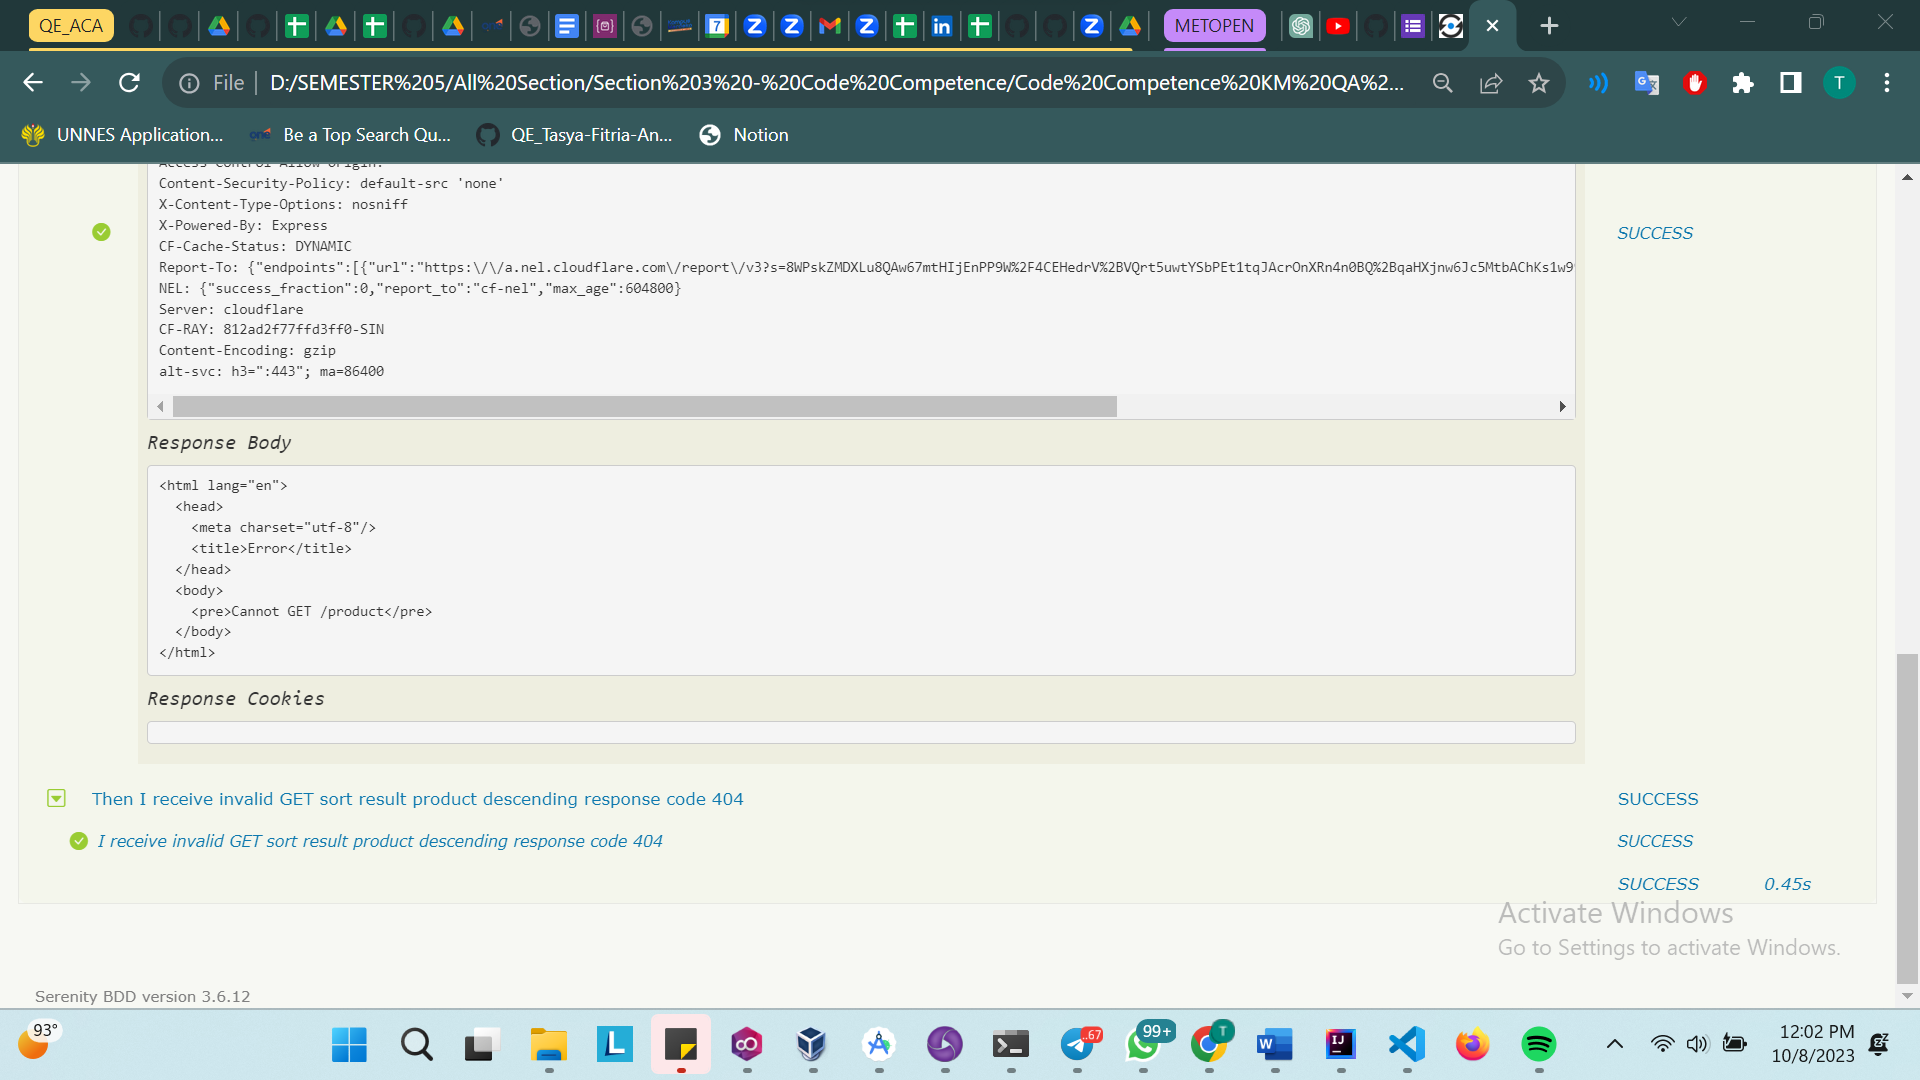 QE_ACA
METOPEN
File
D:/SEMESTER%205/All%20Section/Section%203%20-%20Code%20Competence/Code%20Competence%20KM%20QA%2...
T
UNNES Application...
Be a Top Search Qu...
QE_Tasya-Fitria-An...
Notion
Access-Control-Allow-Origin:
Content-Security-Policy: default-src 'none'
X-Content-Type-Options: nosniff
X-Powered-By: Express
CF-Cache-Status: DYNAMIC
SUCCESS
Report-To: {"endpoints":[{"url":"https:\/\/a.nel.cloudflare.com\/report\/v3?s=8WPskZMDXLu8QAw67mtHIjEnPP9W%2F4CEHedrV%2BVQrt5uwtYSbPEt1tqJAcrOnXRn4n0BQ%2BqaHXjnw6Jc5MtbAChKs1w9
NEL: {"success_fraction":0,"report_to":"cf-nel","max_age":604800}
Server: cloudflare
CF-RAY: 812ad2f77ffd3ff0-SIN
Content-Encoding: gzip
alt-svc: h3=":443"; ma=86400
Response Body
<html lang="en">
<head>
<meta charset="utf-8"/>
<title>Error</title>
</head>
<body>
<pre>Cannot GET /product</pre>
</body>
</html>
Response Cookies
Then I receive invalid GET sort result product descending response code 404
SUCCESS
I receive invalid GET sort result product descending response code 404
SUCCESS
SUCCESS 0.45s
Activate Windows
Go to Settings to activate Windows.
Serenity BDD version 3.6.12
93°
99+
12:02 PM
10/8/2023